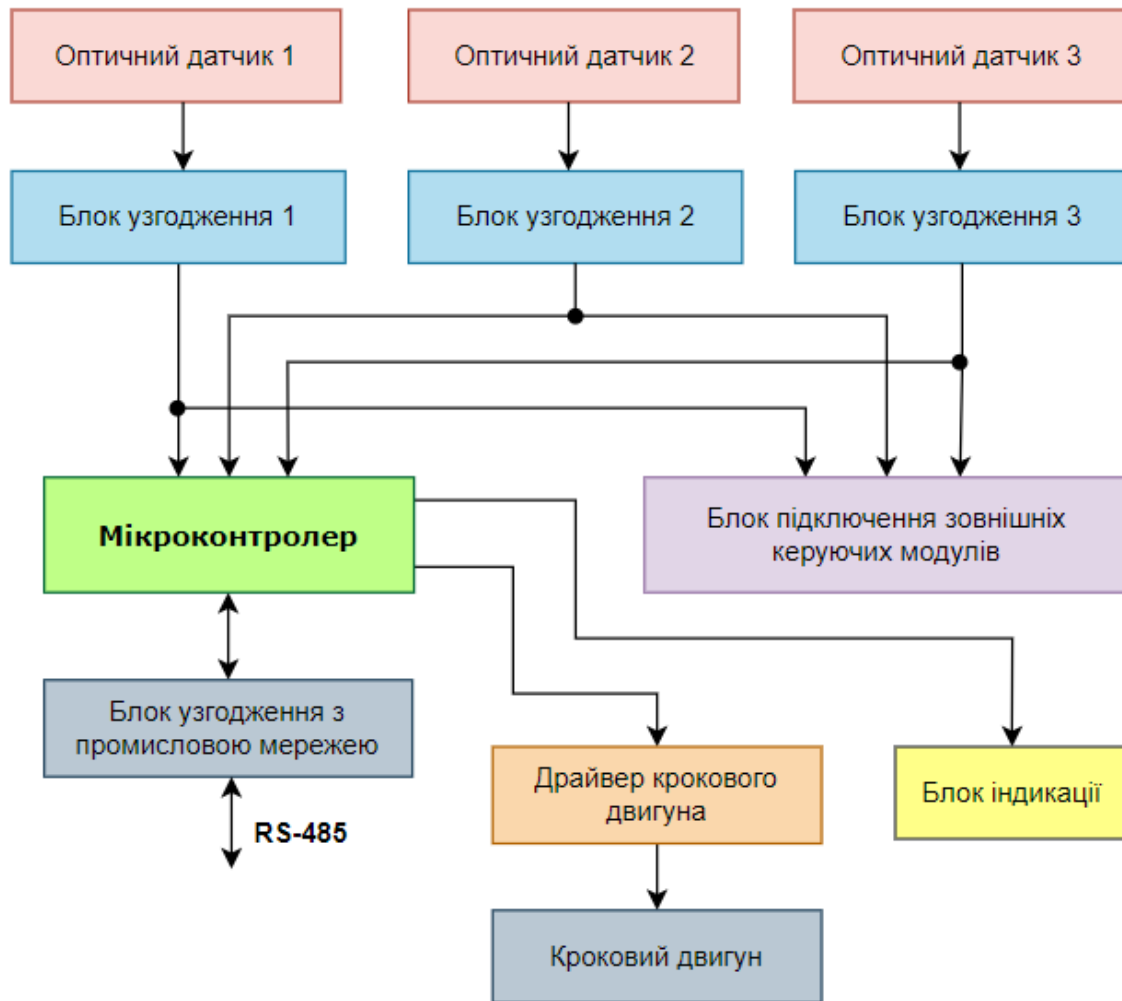 Оптичний датчик 1
Оптичний датчик 2
Оптичний датчик 3
Блок узгодження 1
Блок узгодження 2
Блок узгодження 3
Мікроконтролер
Блок підключення зовнішніх
керуючих модулів
Блок узгодження з
промисловою мережею
RS-485
Драйвер крокового
двигуна
Блок індикації
Кроковий двигун